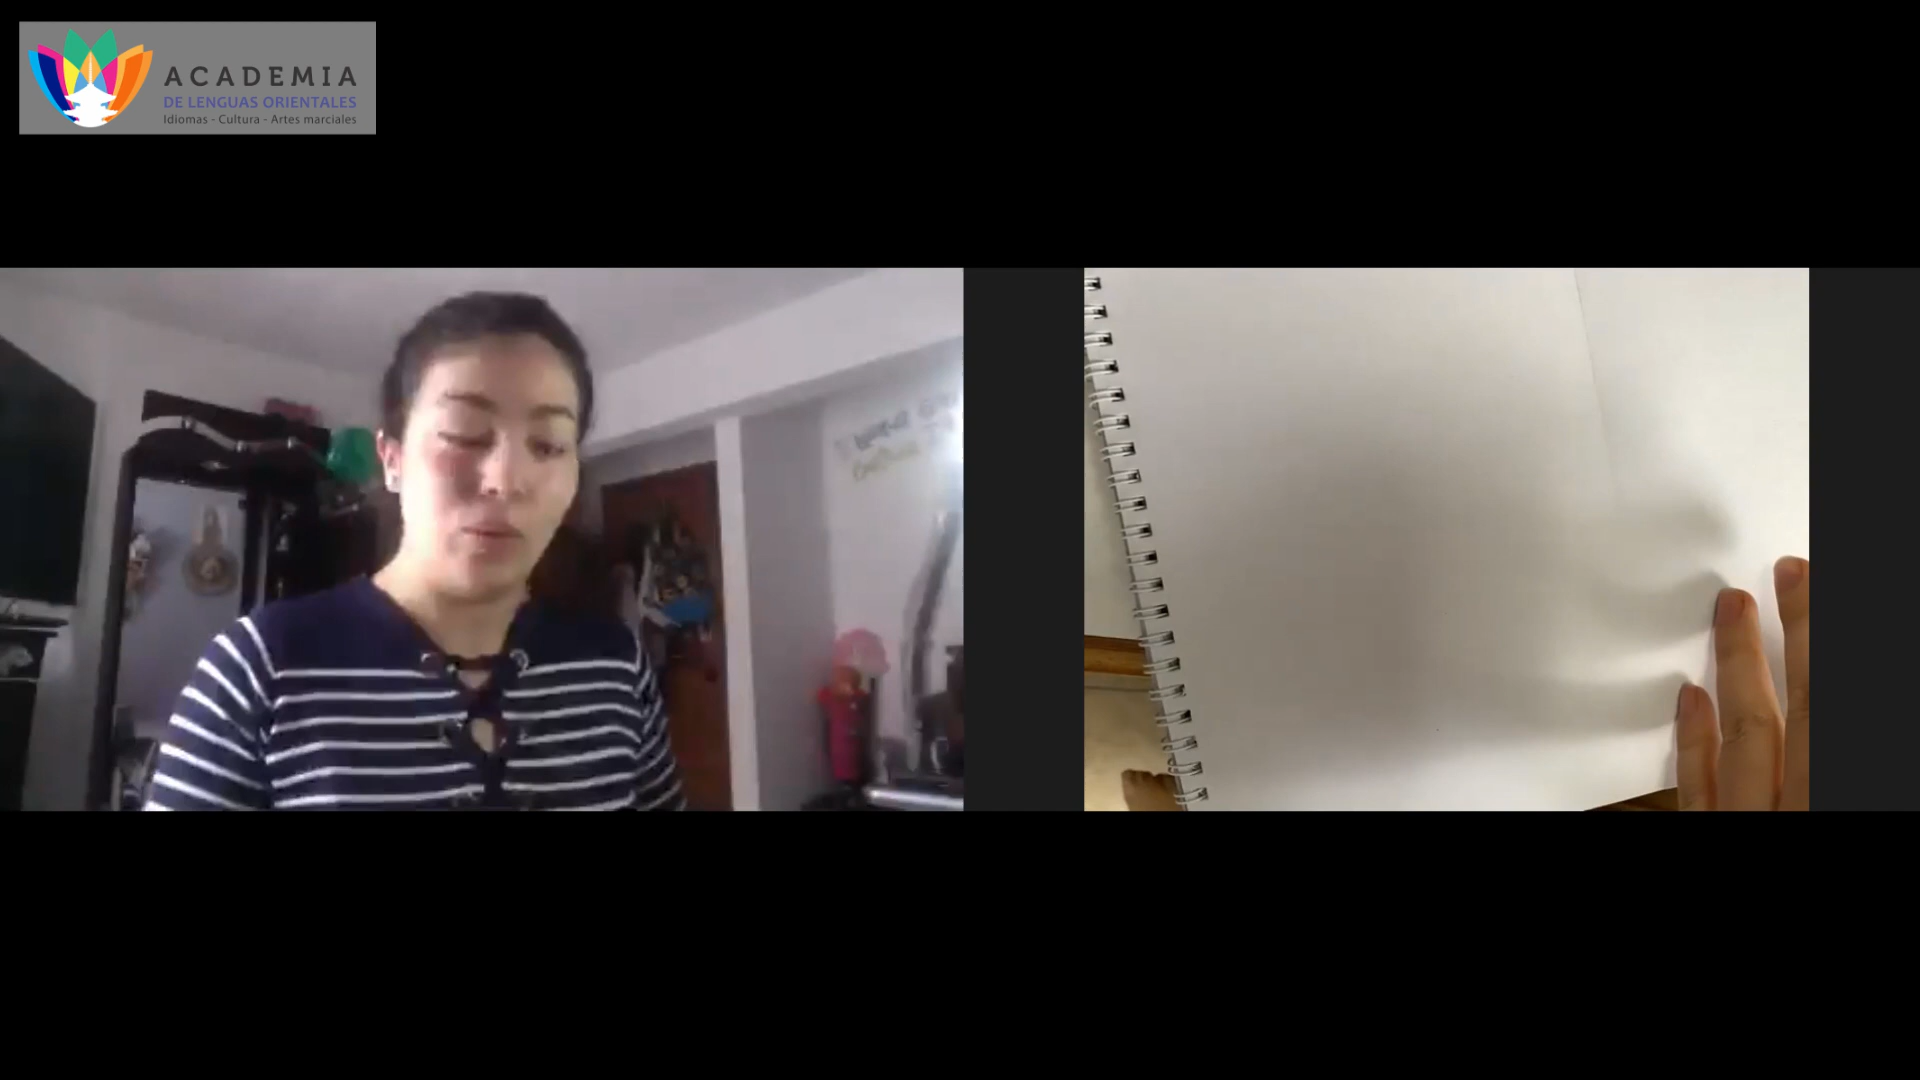 ACADEMIA
DE LENGUAS ORIENTALES
Idiomas - Cultura - Artes marciales